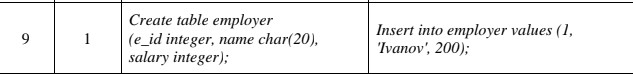 9
1
Create table employer
(e_id integer, name char(20),
salary integer);
Insert into employer values (1,
'Ivanov', 200);